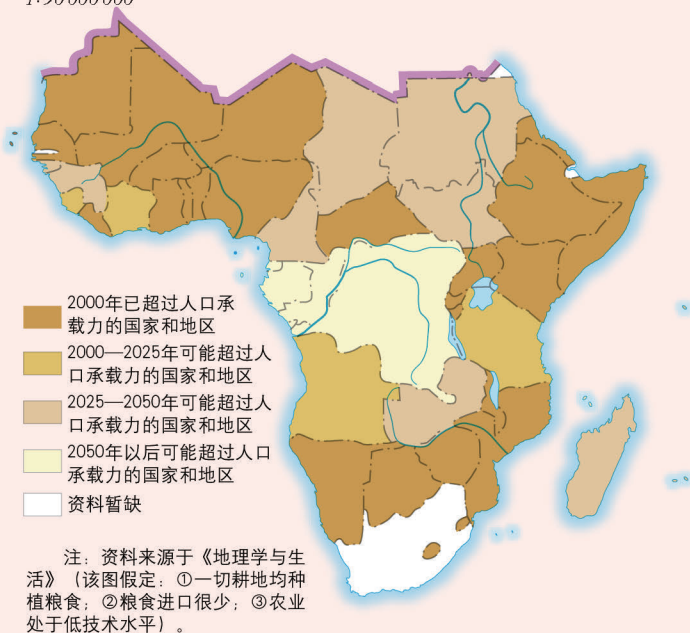 2000年已超过人口承
载力的国家和地区
2000—2025年可能超过人
口承载力的国家和地区
2025—2050年可能超过人
口承载力的国家和地区
2050年以后可能超过人口
承载力的国家和地区
资料暂缺
注：资料来源于《地理学与生
活》（该图假定：①一切耕地均种
植粮食；②粮食进口很少；③农业
处于低技术水平）。